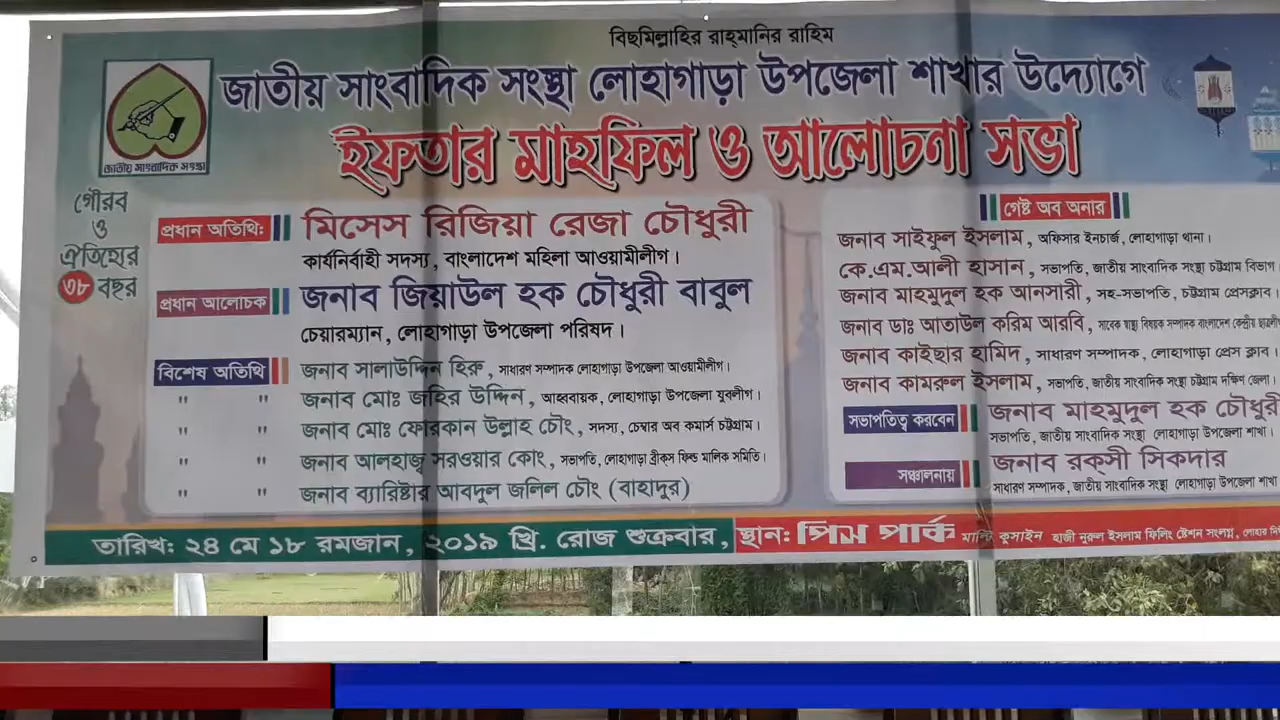 বিছমিল্লাহির রাহ্‌মানির রাহিম
জাতীয় সাংবাদিক সংস্থা লোহাগাড়া উপজেলা শাখার উদ্যোগে
ইফতার মাহফিল ও আলোচনা সভা
জাতীয় সাংবাদিক সংস্থা
গৌরব
ও
ঐতিহ্যের
৩৮ বছর
প্রধান অতিথি: মিসেস রিজিয়া রেজা চৌধুরী
কার্যনির্বাহী সদস্য, বাংলাদেশ মহিলা আওয়ামীলীগ।
প্রধান আলোচক জনাব জিয়াউল হক চৌধুরী বাবুল
চেয়ারম্যান, লোহাগাড়া উপজেলা পরিষদ।
বিশেষ অতিথি জনাব সালাউদ্দিন হিরু, সাধারণ সম্পাদক লোহাগাড়া উপজেলা আওয়ামীলীগ।
" " জনাব মোঃ জহির উদ্দিন, আহ্বায়ক, লোহাগাড়া উপজেলা যুবলীগ।
" " জনাব মোঃ ফোরকান উল্লাহ চৌং, সদস্য, চেম্বার অব কমার্স চট্টগ্রাম।
" " জনাব আলহাজ্ব সরওয়ার কোং, সভাপতি, লোহাগাড়া ব্রীক্স ফিল্ড মালিক সমিতি।
" " জনাব ব্যারিষ্টার আবদুল জলিল চৌং (বাহাদুর)
গেষ্ট অব অনার
জনাব সাইফুল ইসলাম, অফিসার ইনচার্জ, লোহাগাড়া থানা।
কে.এম.আলী হাসান, সভাপতি, জাতীয় সাংবাদিক সংস্থা চট্টগ্রাম বিভাগ
জনাব মাহমুদুল হক আনসারী, সহ-সভাপতি, চট্টগ্রাম প্রেসক্লাব।
জনাব ডাঃ আতাউল করিম আরবি, সাবেক স্বাস্থ্য বিষয়ক সম্পাদক বাংলাদেশ কেন্দ্রীয়
জনাব কাইছার হামিদ, সাধারণ সম্পাদক, লোহাগাড়া প্রেস ক্লাব।
জনাব কামরুল ইসলাম, সভাপতি, জাতীয় সাংবাদিক সংস্থা চট্টগ্রাম দক্ষিণ জেলা।
সভাপতিত্ব করবেন জনাব মাহমুদুল হক চৌধুরী
সভাপতি, জাতীয় সাংবাদিক সংস্থা লোহাগাড়া উপজেলা শাখা।
সঞ্চালনায় জনাব রক্সী সিকদার
সাধারণ সম্পাদক, জাতীয় সাংবাদিক সংস্থা লোহাগাড়া উপজেলা শাখা
তারিখ: ২৪ মে ১৮ রমজান, ২০১৯ খ্রি. রোজ শুক্রবার, স্থান: পিস পার্ক মাল্টি কুসাইন হাজী নুরুল ইসলাম ফিলিং ষ্টেশন সংলগ্ন,